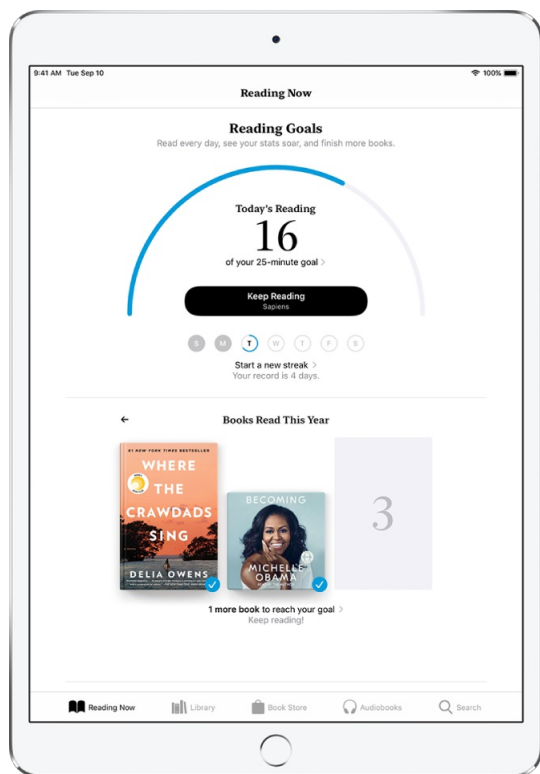 9:41 AM Tue Sep 10
100%
Reading Now
Reading Goals
Read every day, see your stats soar, and finish more books.
Today's Reading
16
of your 25-minute goal >
Keep Reading
Sapiens
S M T W T F S
Start a new streak >
Your record is 4 days.
← Books Read This Year
#1 NEW YORK TIMES BESTSELLER
WHERE
THE
CRAWDADS
SING
DELIA OWENS
BECOMING
MICHELLE
OBAMA
3
1 more book to reach your goal >
Keep reading!
Reading Now
Library
Book Store
Audiobooks
Search